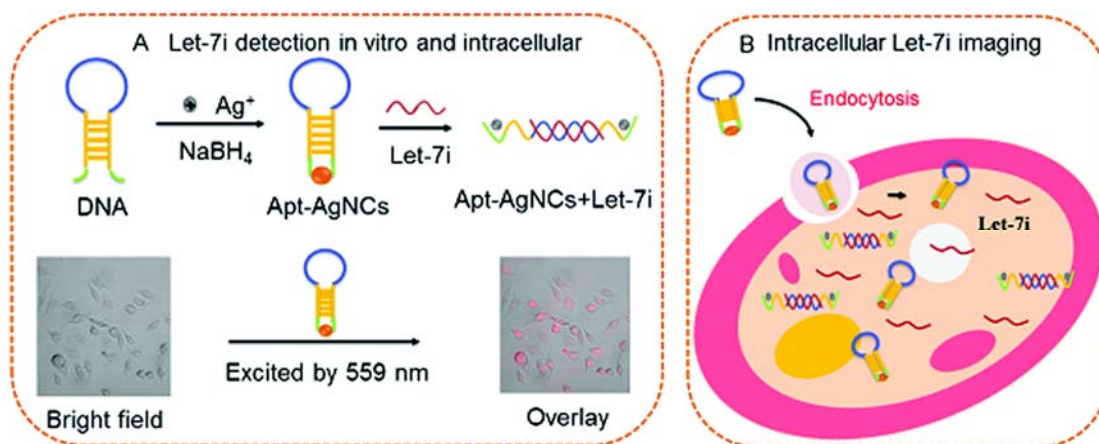 A Let-7i detection in vitro and intracellular
Ag⁺
NaBH₄
Let-7i
DNA
Apt-AgNCs
Apt-AgNCs+Let-7i
Excited by 559 nm
Bright field
Overlay
B Intracellular Let-7i imaging
Endocytosis
Let-7i